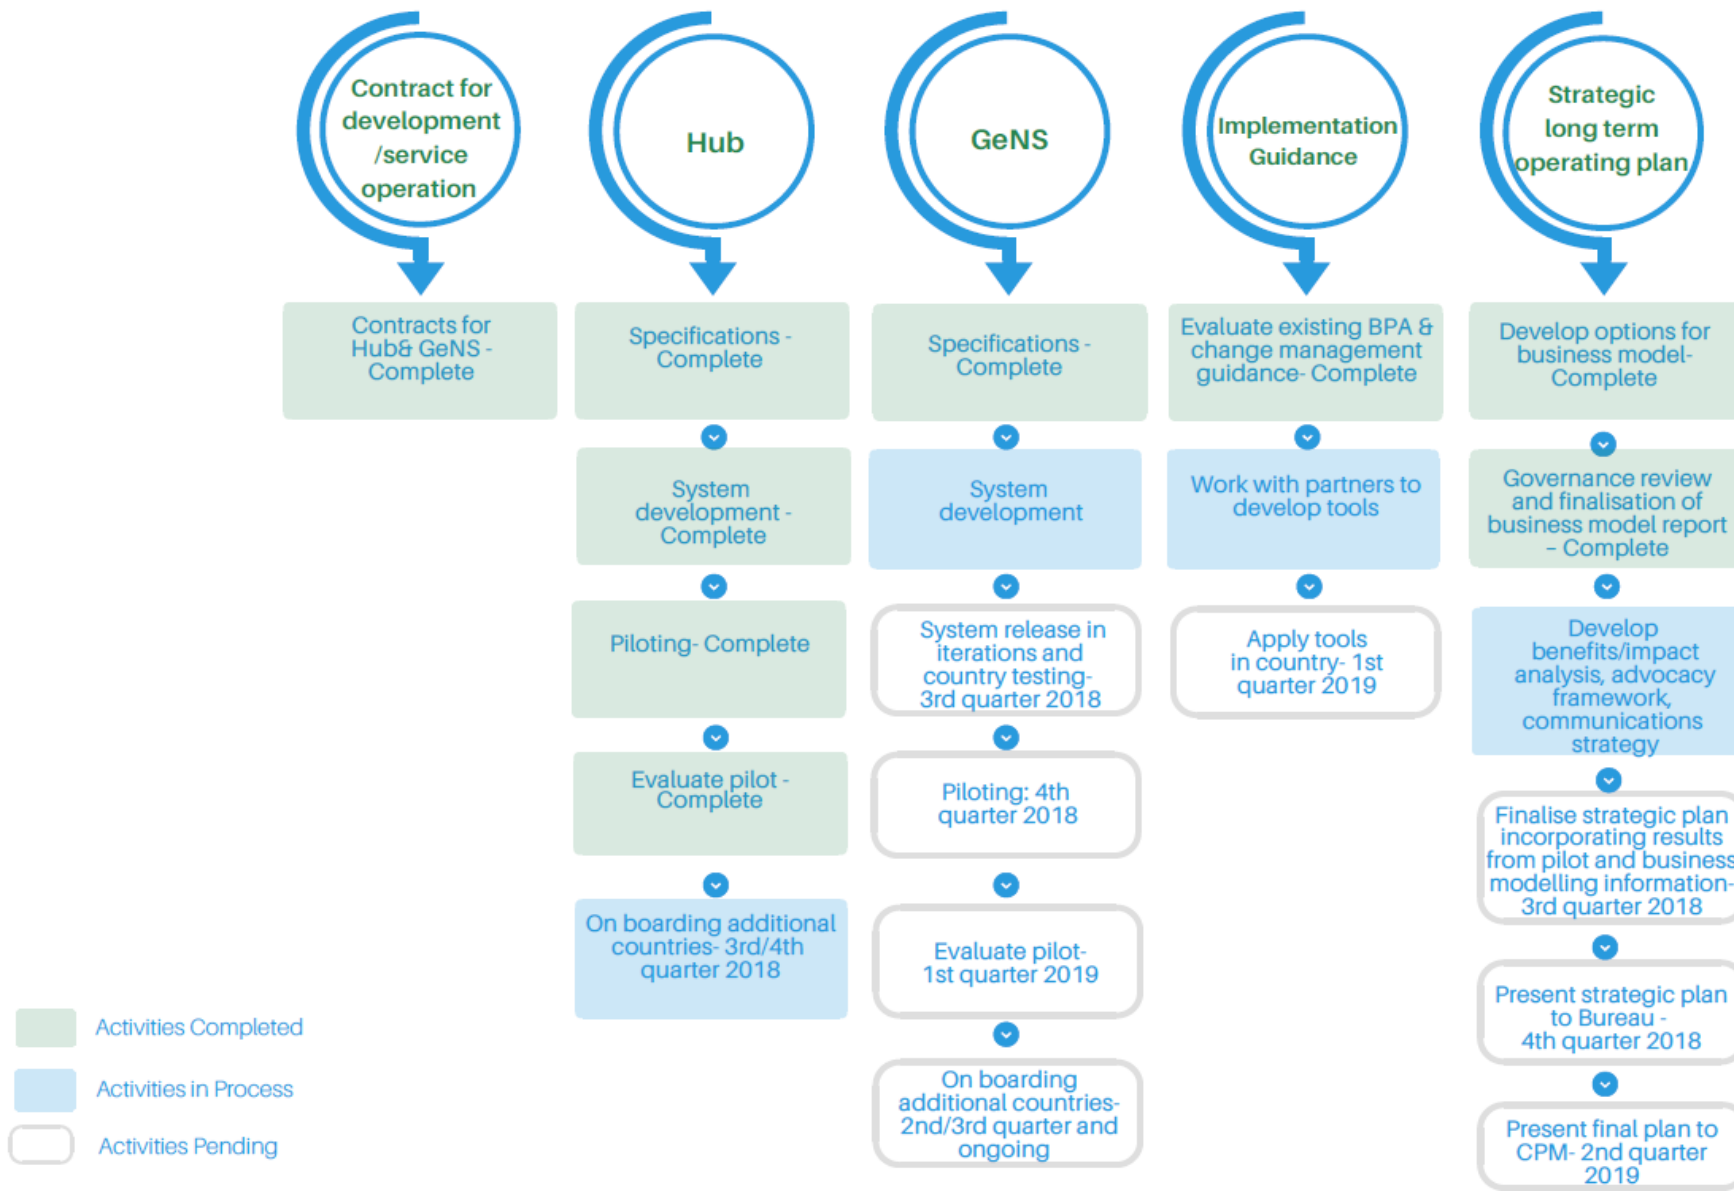 Contract for
development
/service
operation
Contracts for
Hub& GeNS -
Complete
Hub
Specifications -
Complete
System
development -
Complete
Piloting- Complete
Evaluate pilot -
Complete
On boarding additional
countries- 3rd/4th
quarter 2018
GeNS
Specifications -
Complete
System
development
System release in
iterations and
country testing-
3rd quarter 2018
Piloting: 4th
quarter 2018
Evaluate pilot-
1st quarter 2019
On boarding
additional countries-
2nd/3rd quarter and
ongoing
Implementation
Guidance
Evaluate existing BPA &
change management
guidance- Complete
Work with partners to
develop tools
Apply tools
in country- 1st
quarter 2019
Strategic
long term
operating plan
Develop options for
business model-
Complete
Governance review
and finalisation of
business model report
– Complete
Develop
benefits/impact
analysis, advocacy
framework,
communications
strategy
Finalise strategic plan
incorporating results
from pilot and business
modelling information-
3rd quarter 2018
Present strategic plan
to Bureau -
4th quarter 2018
Present final plan to
CPM- 2nd quarter
2019
Activities Completed
Activities in Process
Activities Pending